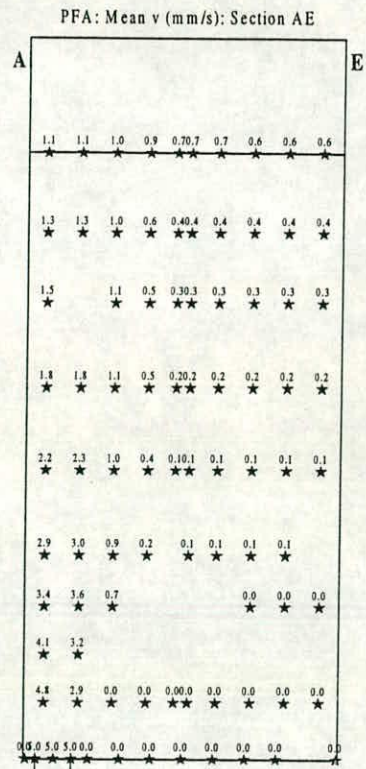 PFA: Mean v (mm/s): Section AE
A E
1.1 1.1 1.0 0.9 0.7 0.7 0.7 0.6 0.6 0.6
1.3 1.3 1.0 0.6 0.4 0.4 0.4 0.4 0.4 0.4
1.5 1.1 0.5 0.3 0.3 0.3 0.3 0.3 0.3
1.8 1.8 1.1 0.5 0.2 0.2 0.2 0.2 0.2 0.2
2.2 2.3 1.0 0.4 0.1 0.1 0.1 0.1 0.1 0.1
2.9 3.0 0.9 0.2 0.1 0.1 0.1 0.1
3.4 3.6 0.7 0.0 0.0 0.0
4.1 3.2
4.8 2.9 0.0 0.0 0.0 0.0 0.0 0.0 0.0 0.0
0.0 5.0 5.0 5.0 0.0 0.0 0.0 0.0 0.0 0.0 0.0 0.0